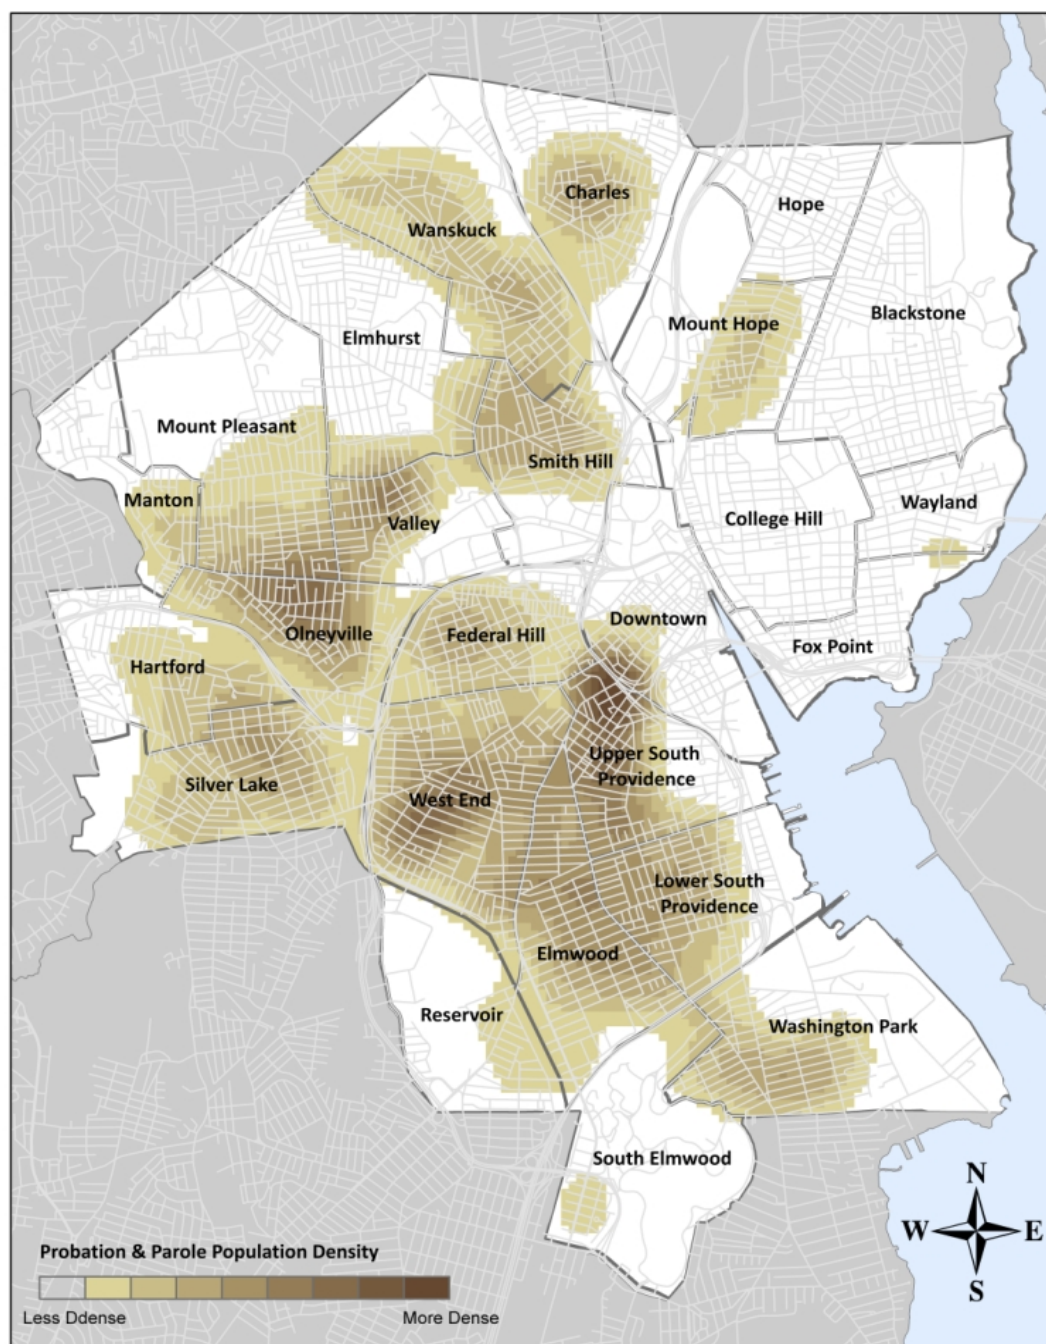 Charles
Hope
Wanskuck
Blackstone
Mount Hope
Elmhurst
Mount Pleasant
Smith Hill
Manton
Wayland
College Hill
Valley
Downtown
Olneyville
Federal Hill
Fox Point
Hartford
Upper South
Providence
Silver Lake
West End
Lower South
Providence
Elmwood
Reservoir
Washington Park
South Elmwood
N
W
E
S
Probation & Parole Population Density
Less Ddense
More Dense